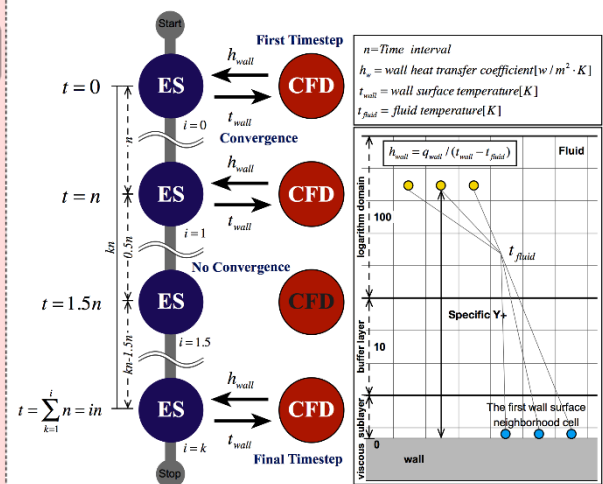 Start
First Timestep
h_wall
ES
CFD
t = 0
t_wall
i = 0
Convergence
n
h_wall
ES
CFD
t = n
t_wall
i = 1
kn
0.5n
No Convergence
ES
CFD
t = 1.5n
i = 1.5
kn-1.5n
h_wall
ES
CFD
t = \sum_{k=1}^{i} n = in
t_wall
i = k
Final Timestep
Stop
n=Time interval
h_w = wall heat transfer coefficient[w/m²·K]
t_wall = wall surface temperature[K]
t_fluid = fluid temperature[K]
h_wall = q_wall /(t_wall − t_fluid)
Fluid
logarithm domain
100
t_fluid
Specific Y+
buffer layer
10
The first wall surface
neighborhood cell
viscous sublayer
0
wall